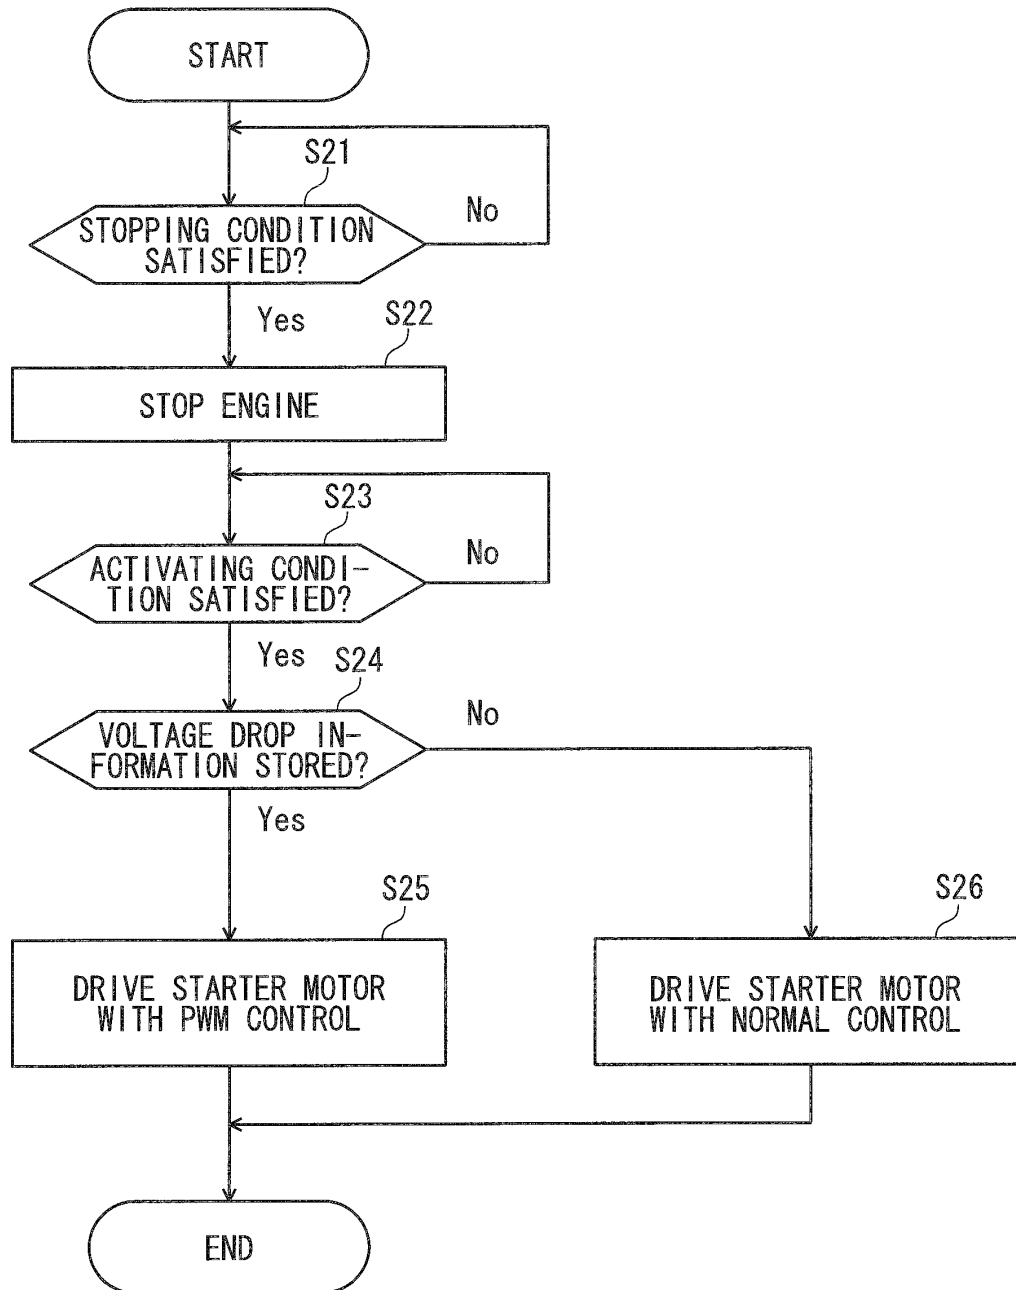 START
S21
STOPPING CONDITION
SATISFIED?
No
Yes
S22
STOP ENGINE
S23
ACTIVATING CONDI-
TION SATISFIED?
No
Yes
S24
VOLTAGE DROP IN-
FORMATION STORED?
No
Yes
S25
DRIVE STARTER MOTOR
WITH PWM CONTROL
S26
DRIVE STARTER MOTOR
WITH NORMAL CONTROL
END